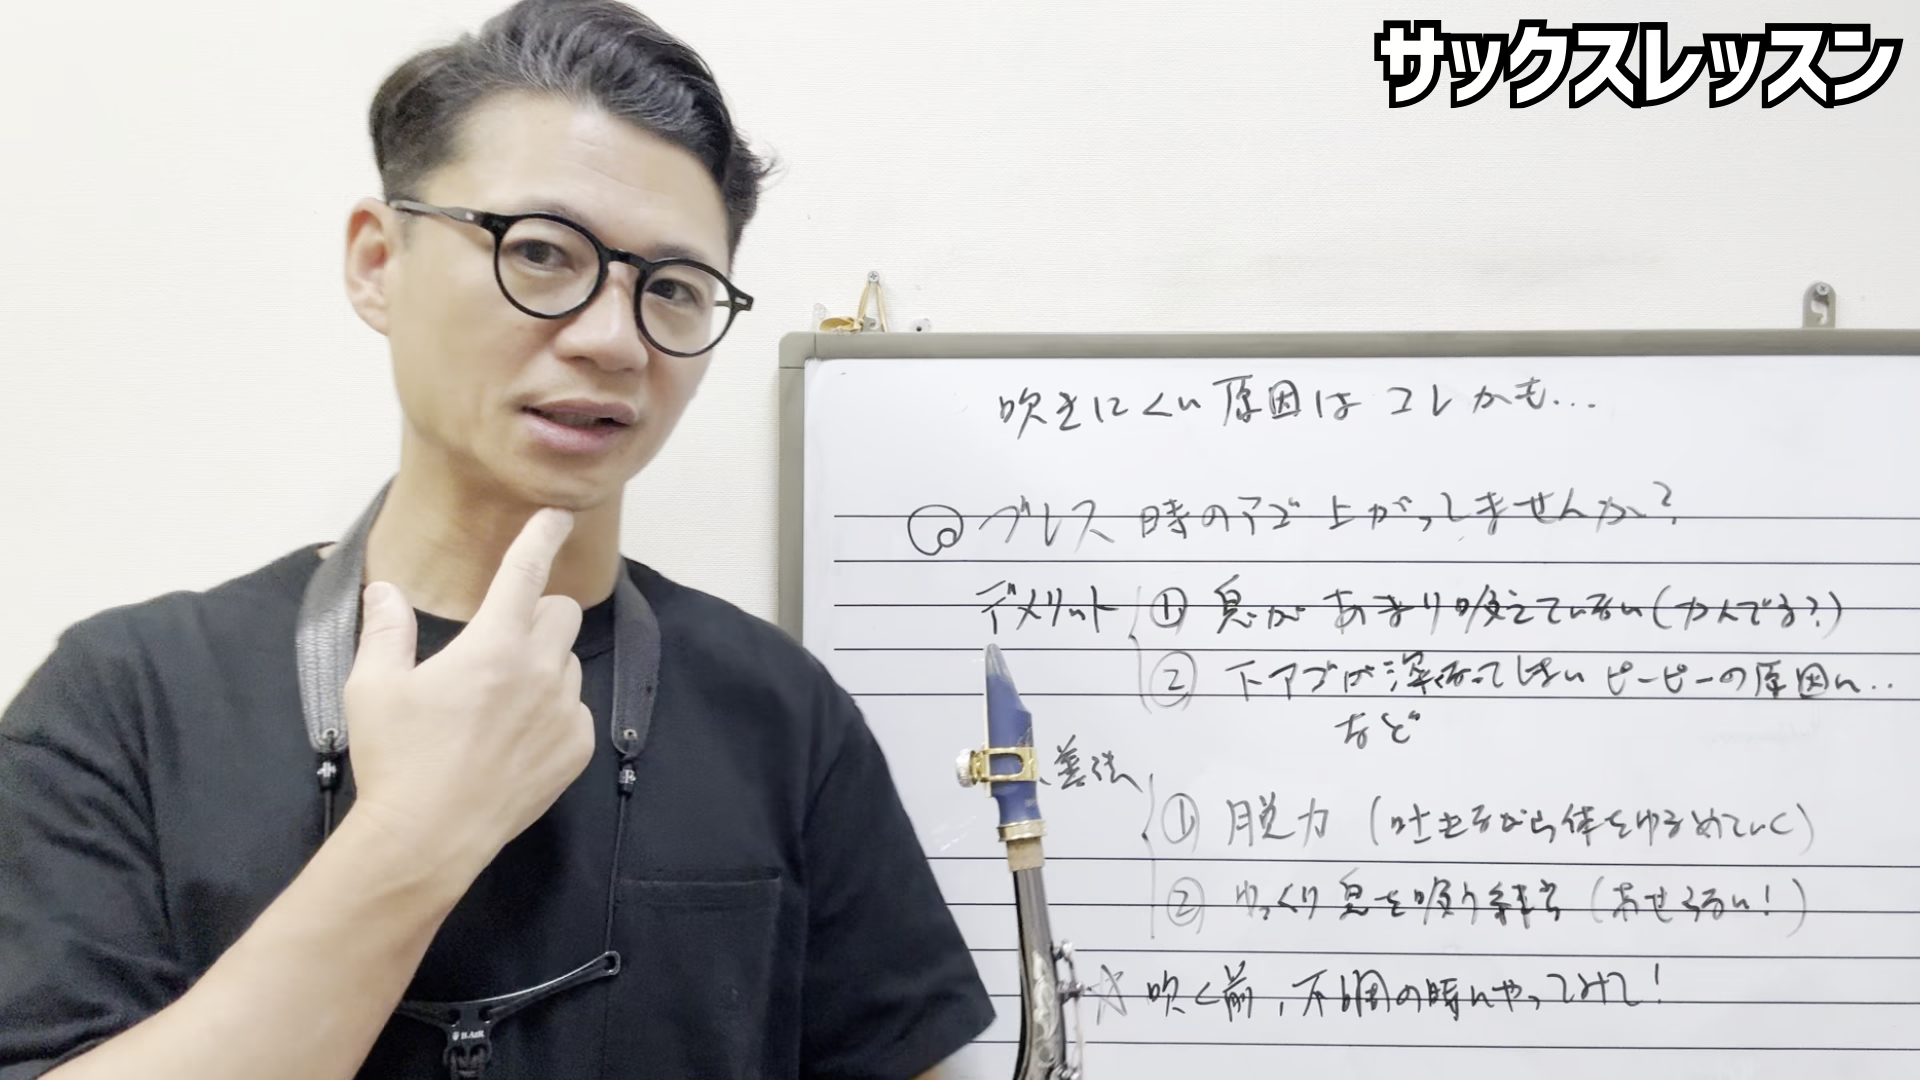 サックスレッスン
吹きにくい原因は コレかも...
ブレス時のアゴ上がってしませんか?
デメリット ① 息があまり吸えていない(カんでる?)
② 下アゴが深くなってしまい ピーピーの原因に..
など
善法 ① 脱力 (吐きながら体をゆるめていく)
② ゆっくり息を吸う練習 (あせらない!)
☆ 吹く前、不調の時にやってみて!
B.AIR